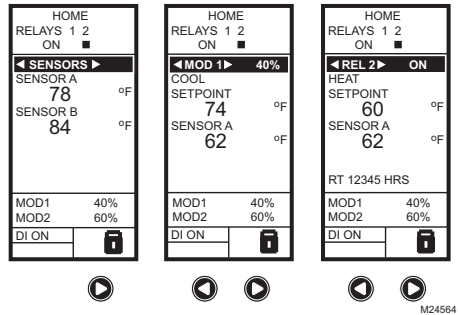 HOME
RELAYS 1 2
ON ■
◄ SENSORS ►
SENSOR A
78 ºF
SENSOR B
84 ºF
MOD1 40%
MOD2 60%
DI ON
HOME
RELAYS 1 2
ON ■
◄MOD 1► 40%
COOL
SETPOINT
74 ºF
SENSOR A
62 ºF
MOD1 40%
MOD2 60%
DI ON
HOME
RELAYS 1 2
ON ■
◄REL 2► ON
HEAT
SETPOINT
60 ºF
SENSOR A
62 ºF
RT 12345 HRS
MOD1 40%
MOD2 60%
DI ON
M24564